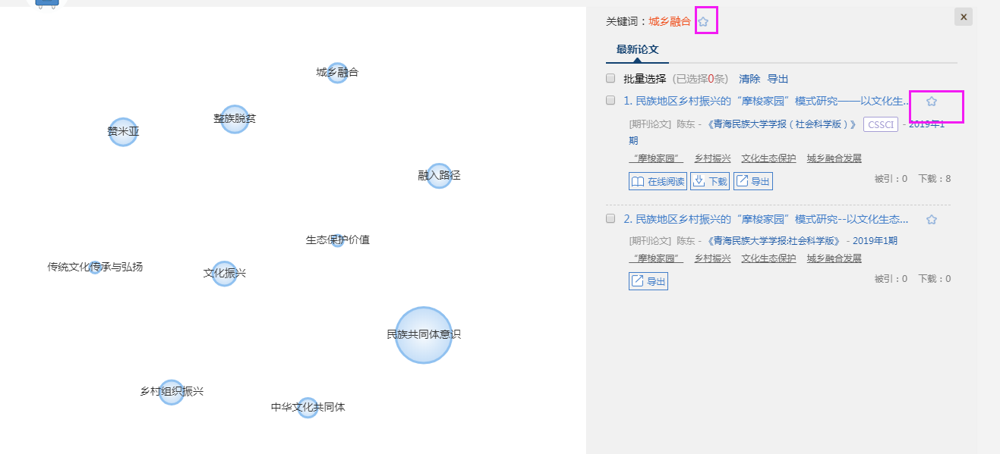 城乡融合
整族脱贫
赞米亚
融入路径
生态保护价值
传统文化传承与弘扬
文化振兴
民族共同体意识
乡村组织振兴
中华文化共同体
关键词：城乡融合
x
最新论文
批量选择 (已选择0条) 清除 导出
1. 民族地区乡村振兴的“摩梭家园”模式研究——以文化生...
[期刊论文] 陈东 - 《青海民族大学学报（社会科学版）》 CSSCI - 2019年1
期
“摩梭家园” 乡村振兴 文化生态保护 城乡融合发展
在线阅读 下载 导出 被引：0 下载：8
2. 民族地区乡村振兴的“摩梭家园”模式研究--以文化生态...
[期刊论文] 陈东 - 《青海民族大学学报:社会科学版》 - 2019年1期
“摩梭家园” 乡村振兴 文化生态保护 城乡融合发展
导出 被引：0 下载：0